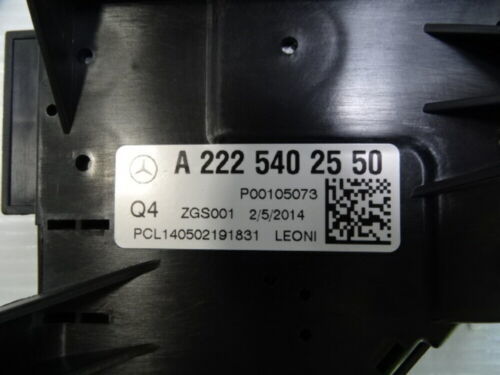 A 222 540 25 50
P00105073
Q4 ZGS001 2/5/2014
PCL140502191831 LEONI